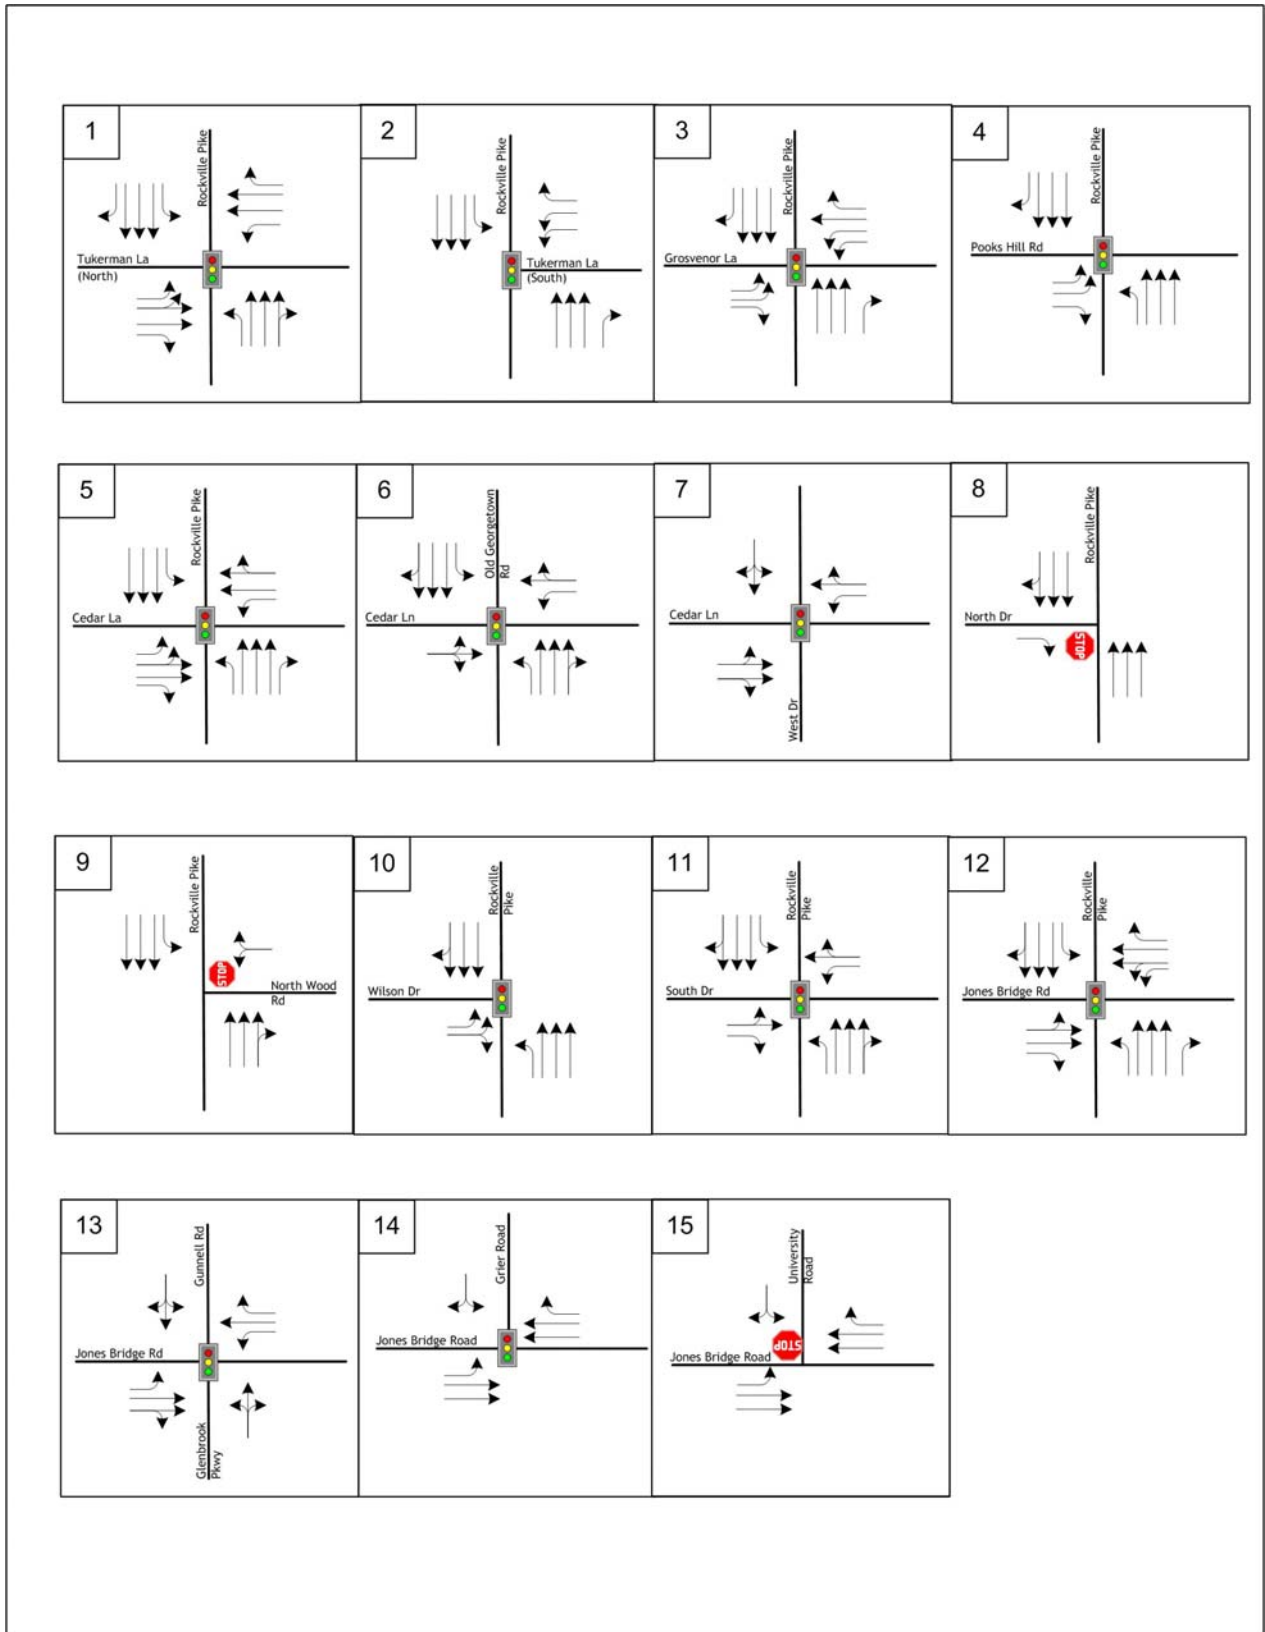 1
Rockville Pike
Tukerman La
(North)
2
Rockville Pike
Tukerman La
(South)
3
Rockville Pike
Grosvenor La
4
Rockville Pike
Pooks Hill Rd
5
Rockville Pike
Cedar La
6
Old Georgetown
Rd
Cedar Ln
7
Cedar Ln
West Dr
8
Rockville Pike
North Dr
STOP
9
Rockville Pike
STOP
North Wood
Rd
10
Rockville
Pike
Wilson Dr
11
Rockville
Pike
South Dr
12
Rockville
Pike
Jones Bridge Rd
13
Gunnell Rd
Jones Bridge Rd
Glenbrook
Pkwy
14
Grier Road
Jones Bridge Road
15
University
Road
STOP
Jones Bridge Road